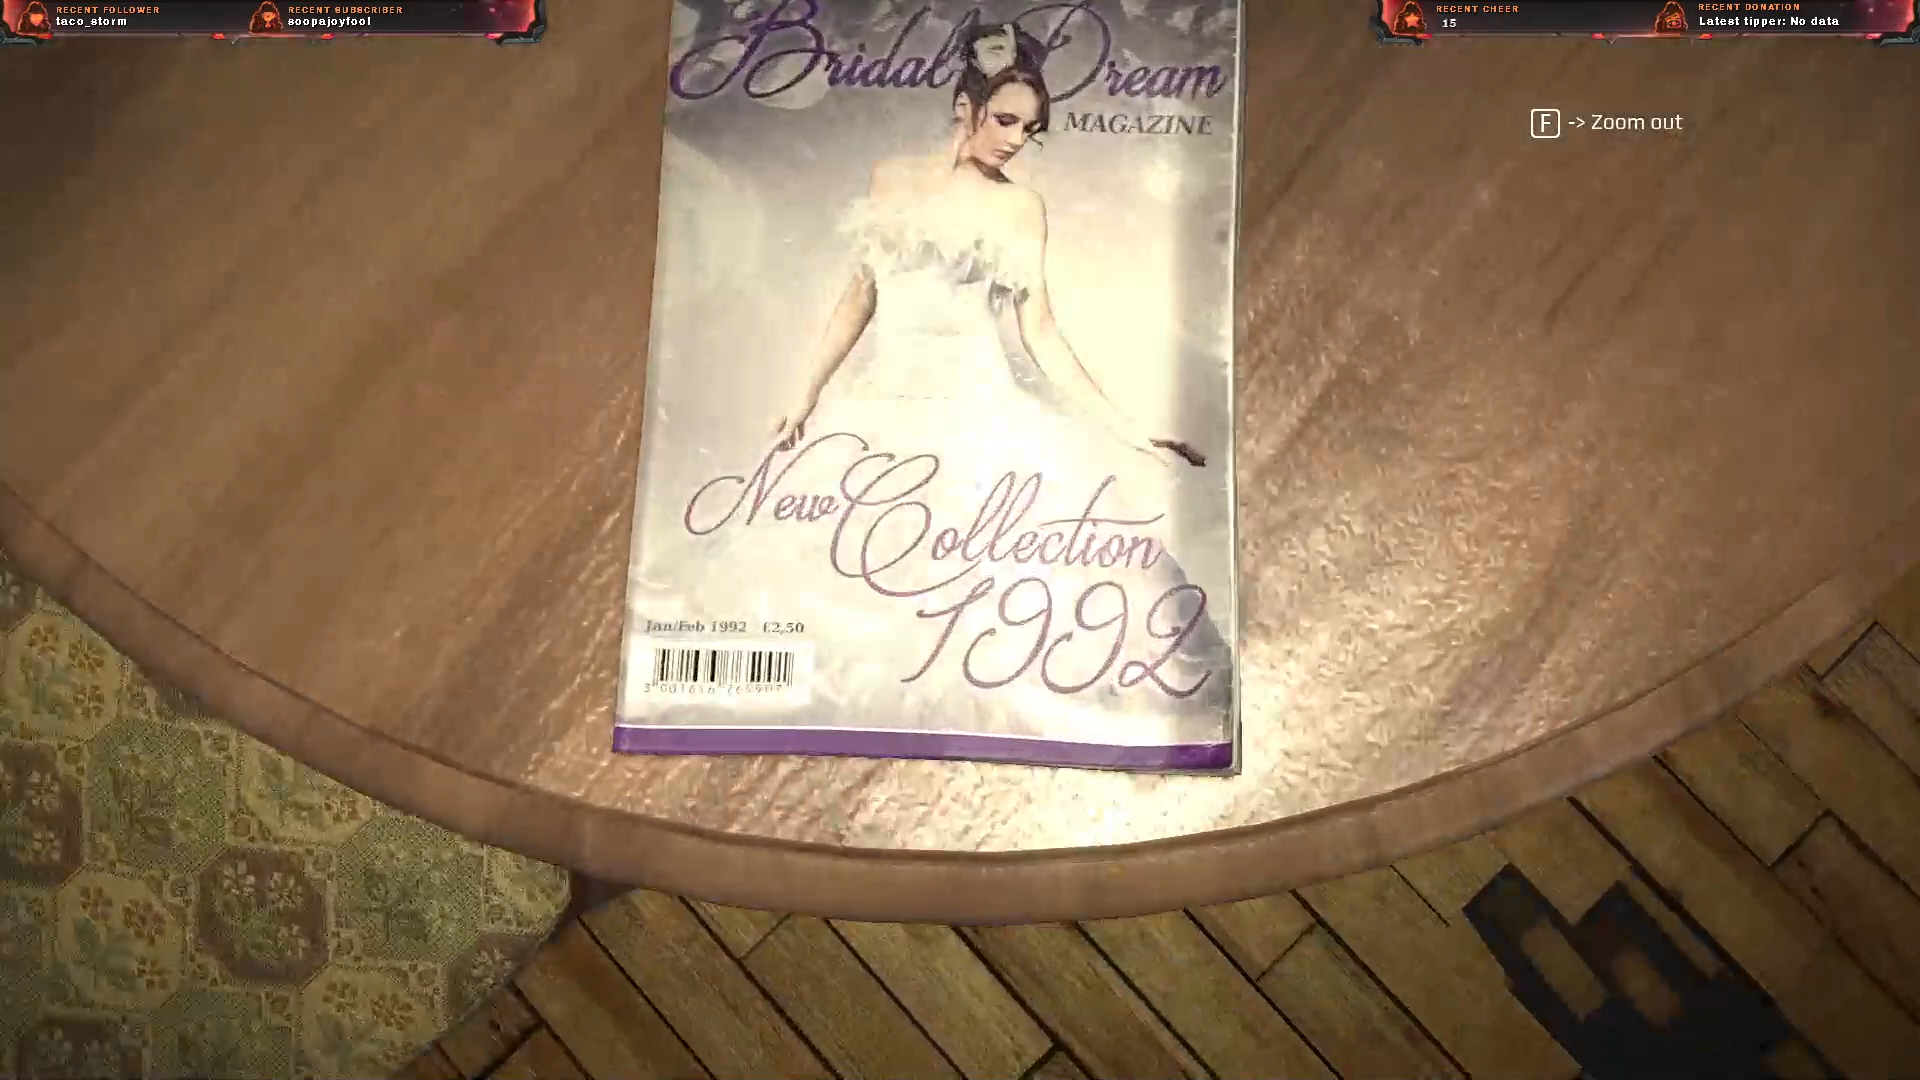 RECENT FOLLOWER
taco_storm
RECENT SUBSCRIBER
soopajoyfool
RECENT CHEER
15
RECENT DONATION
Latest tipper: No data
F -> Zoom out
Bridal Dream
MAGAZINE
New Collection
1992
Jan/Feb 1992 £2,50